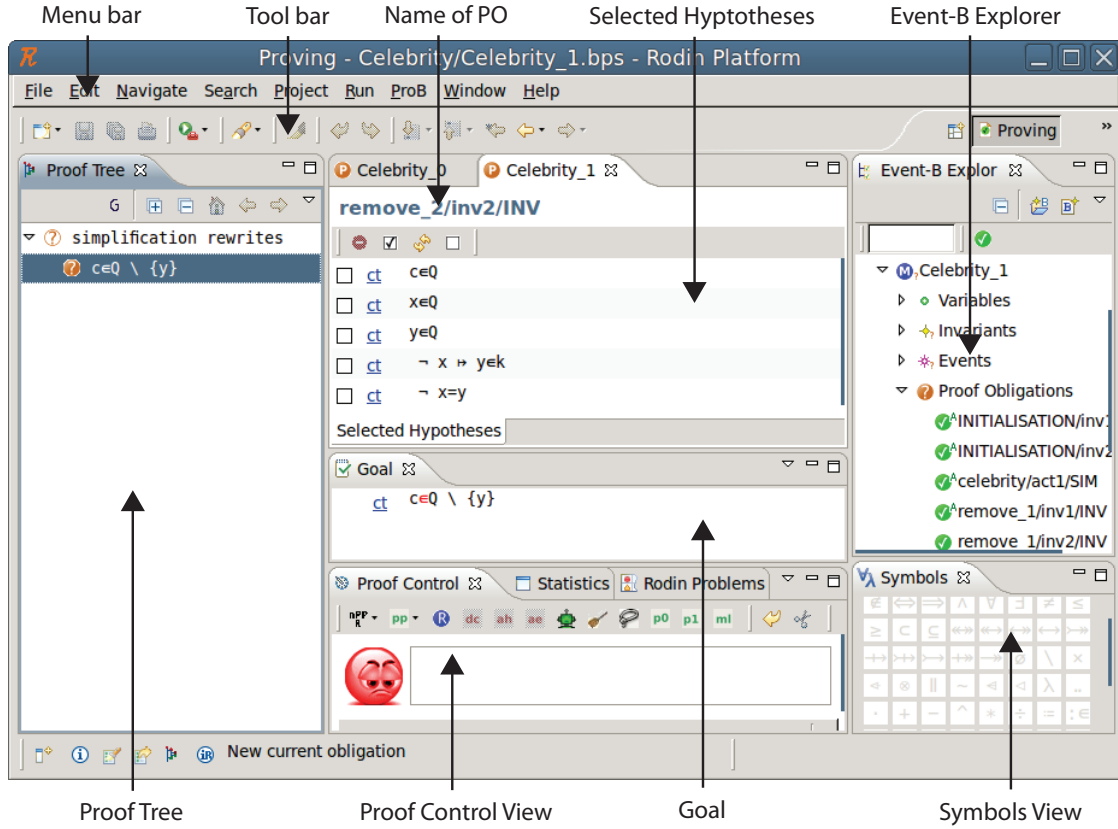 Menu bar
Tool bar
Name of PO
Selected Hyptotheses
Event-B Explorer
Proving - Celebrity/Celebrity_1.bps - Rodin Platform
File Edit Navigate Search Project Run ProB Window Help
Proving
»
Proof Tree
G
simplification rewrites
c∈Q \ {y}
Celebrity_0
Celebrity_1
remove_2/inv2/INV
ct c∈Q
ct x∈Q
ct y∈Q
ct ¬ x ↦ y∈k
ct ¬ x=y
Selected Hypotheses
Goal
ct c∈Q \ {y}
Proof Control
Statistics
Rodin Problems
nPP R pp R dc ah ae p0 p1 ml
Event-B Explor
Celebrity_1
Variables
Invariants
Events
Proof Obligations
INITIALISATION/inv1
INITIALISATION/inv2
celebrity/act1/SIM
remove_1/inv1/INV
remove_1/inv2/INV
Symbols
New current obligation
Proof Tree
Proof Control View
Goal
Symbols View